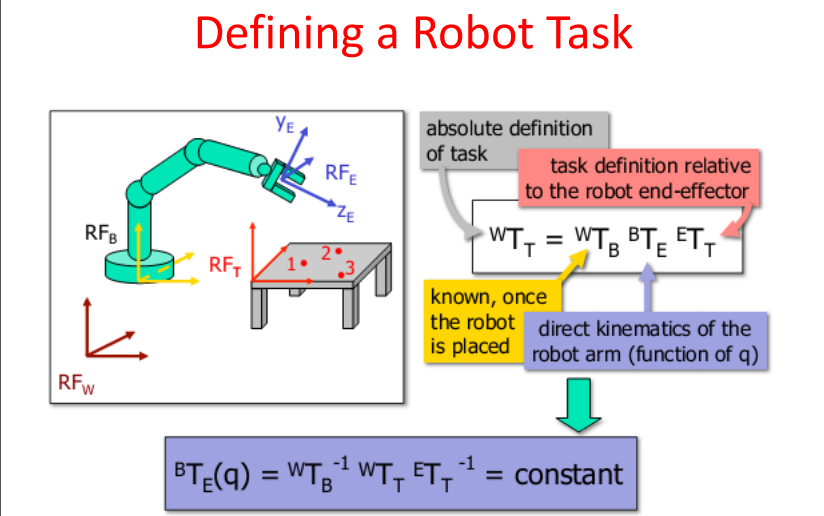 Defining a Robot Task
y_E
RF_E
z_E
RF_B
RF_T
1
2
3
RF_W
absolute definition
of task
task definition relative
to the robot end-effector
ᵂT_T = ᵂT_B ᴮT_E ᴱT_T
known, once
the robot
is placed
direct kinematics of the
robot arm (function of q)
ᴮT_E(q) = ᵂT_B⁻¹ ᵂT_T ᴱT_T⁻¹ = constant